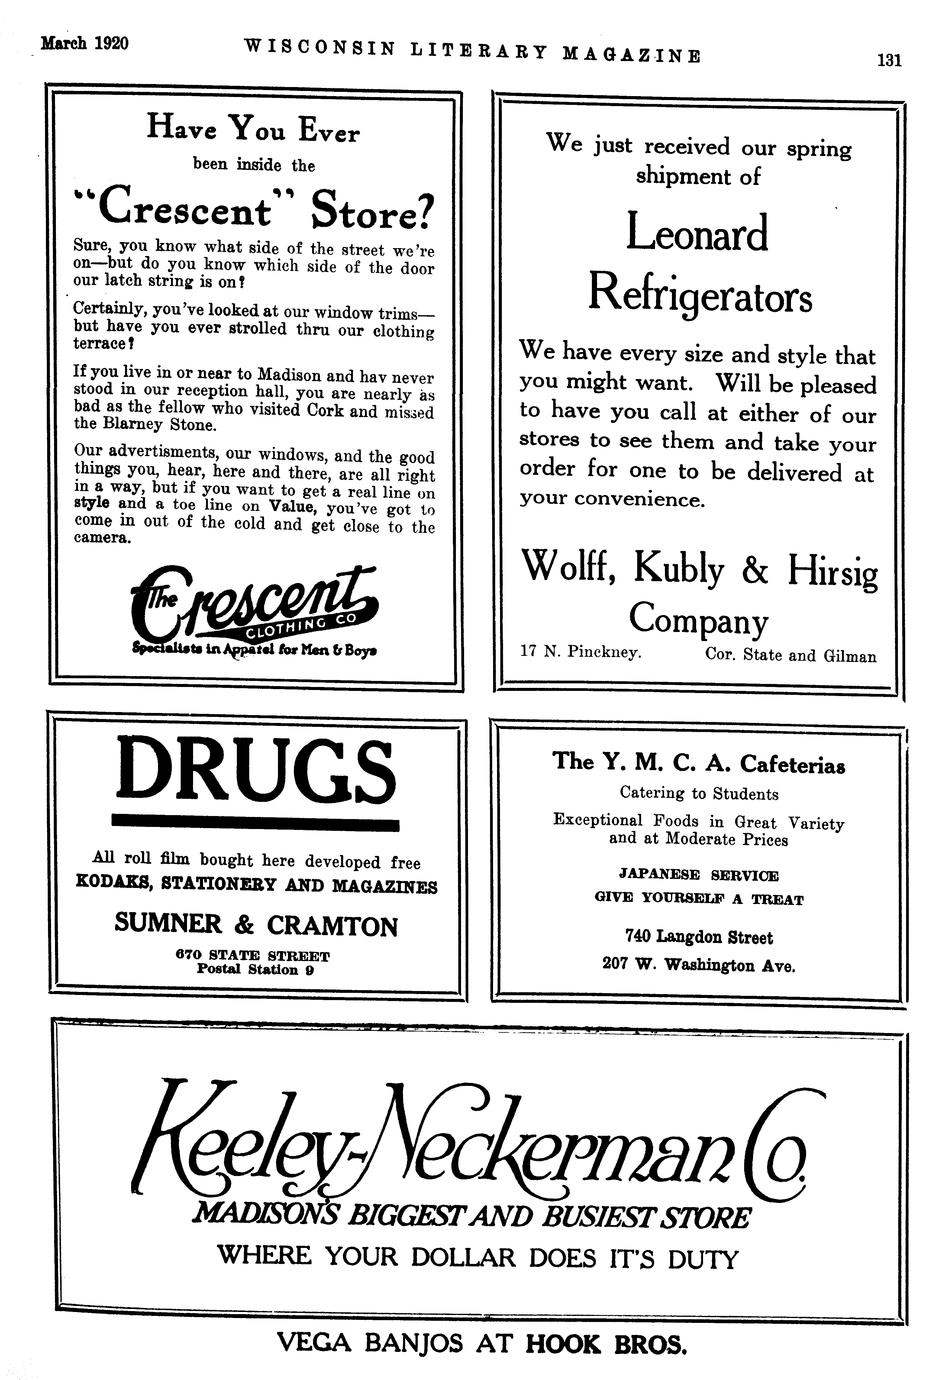 March 1920
WISCONSIN LITERARY MAGAZINE
131
Have You Ever
been inside the
"Crescent" Store?
Sure, you know what side of the street we're
on—but do you know which side of the door
our latch string is on?
Certainly, you've looked at our window trims—
but have you ever strolled thru our clothing
terrace?
If you live in or near to Madison and hav never
stood in our reception hall, you are nearly as
bad as the fellow who visited Cork and missed
the Blarney Stone.
Our advertisments, our windows, and the good
things you, hear, here and there, are all right
in a way, but if you want to get a real line on
style and a toe line on Value, you've got to
come in out of the cold and get close to the
camera.
The Crescent
CLOTHING CO
Specialists in Apparel for Men & Boys
We just received our spring
shipment of
Leonard
Refrigerators
We have every size and style that
you might want. Will be pleased
to have you call at either of our
stores to see them and take your
order for one to be delivered at
your convenience.
Wolff, Kubly & Hirsig
Company
17 N. Pinckney. Cor. State and Gilman
DRUGS
All roll film bought here developed free
KODAKS, STATIONERY AND MAGAZINES
SUMNER & CRAMTON
670 STATE STREET
Postal Station 9
The Y. M. C. A. Cafeterias
Catering to Students
Exceptional Foods in Great Variety
and at Moderate Prices
JAPANESE SERVICE
GIVE YOURSELF A TREAT
740 Langdon Street
207 W. Washington Ave.
Keeley-Neckerman Co.
MADISON'S BIGGEST AND BUSIEST STORE
WHERE YOUR DOLLAR DOES IT'S DUTY
VEGA BANJOS AT HOOK BROS.